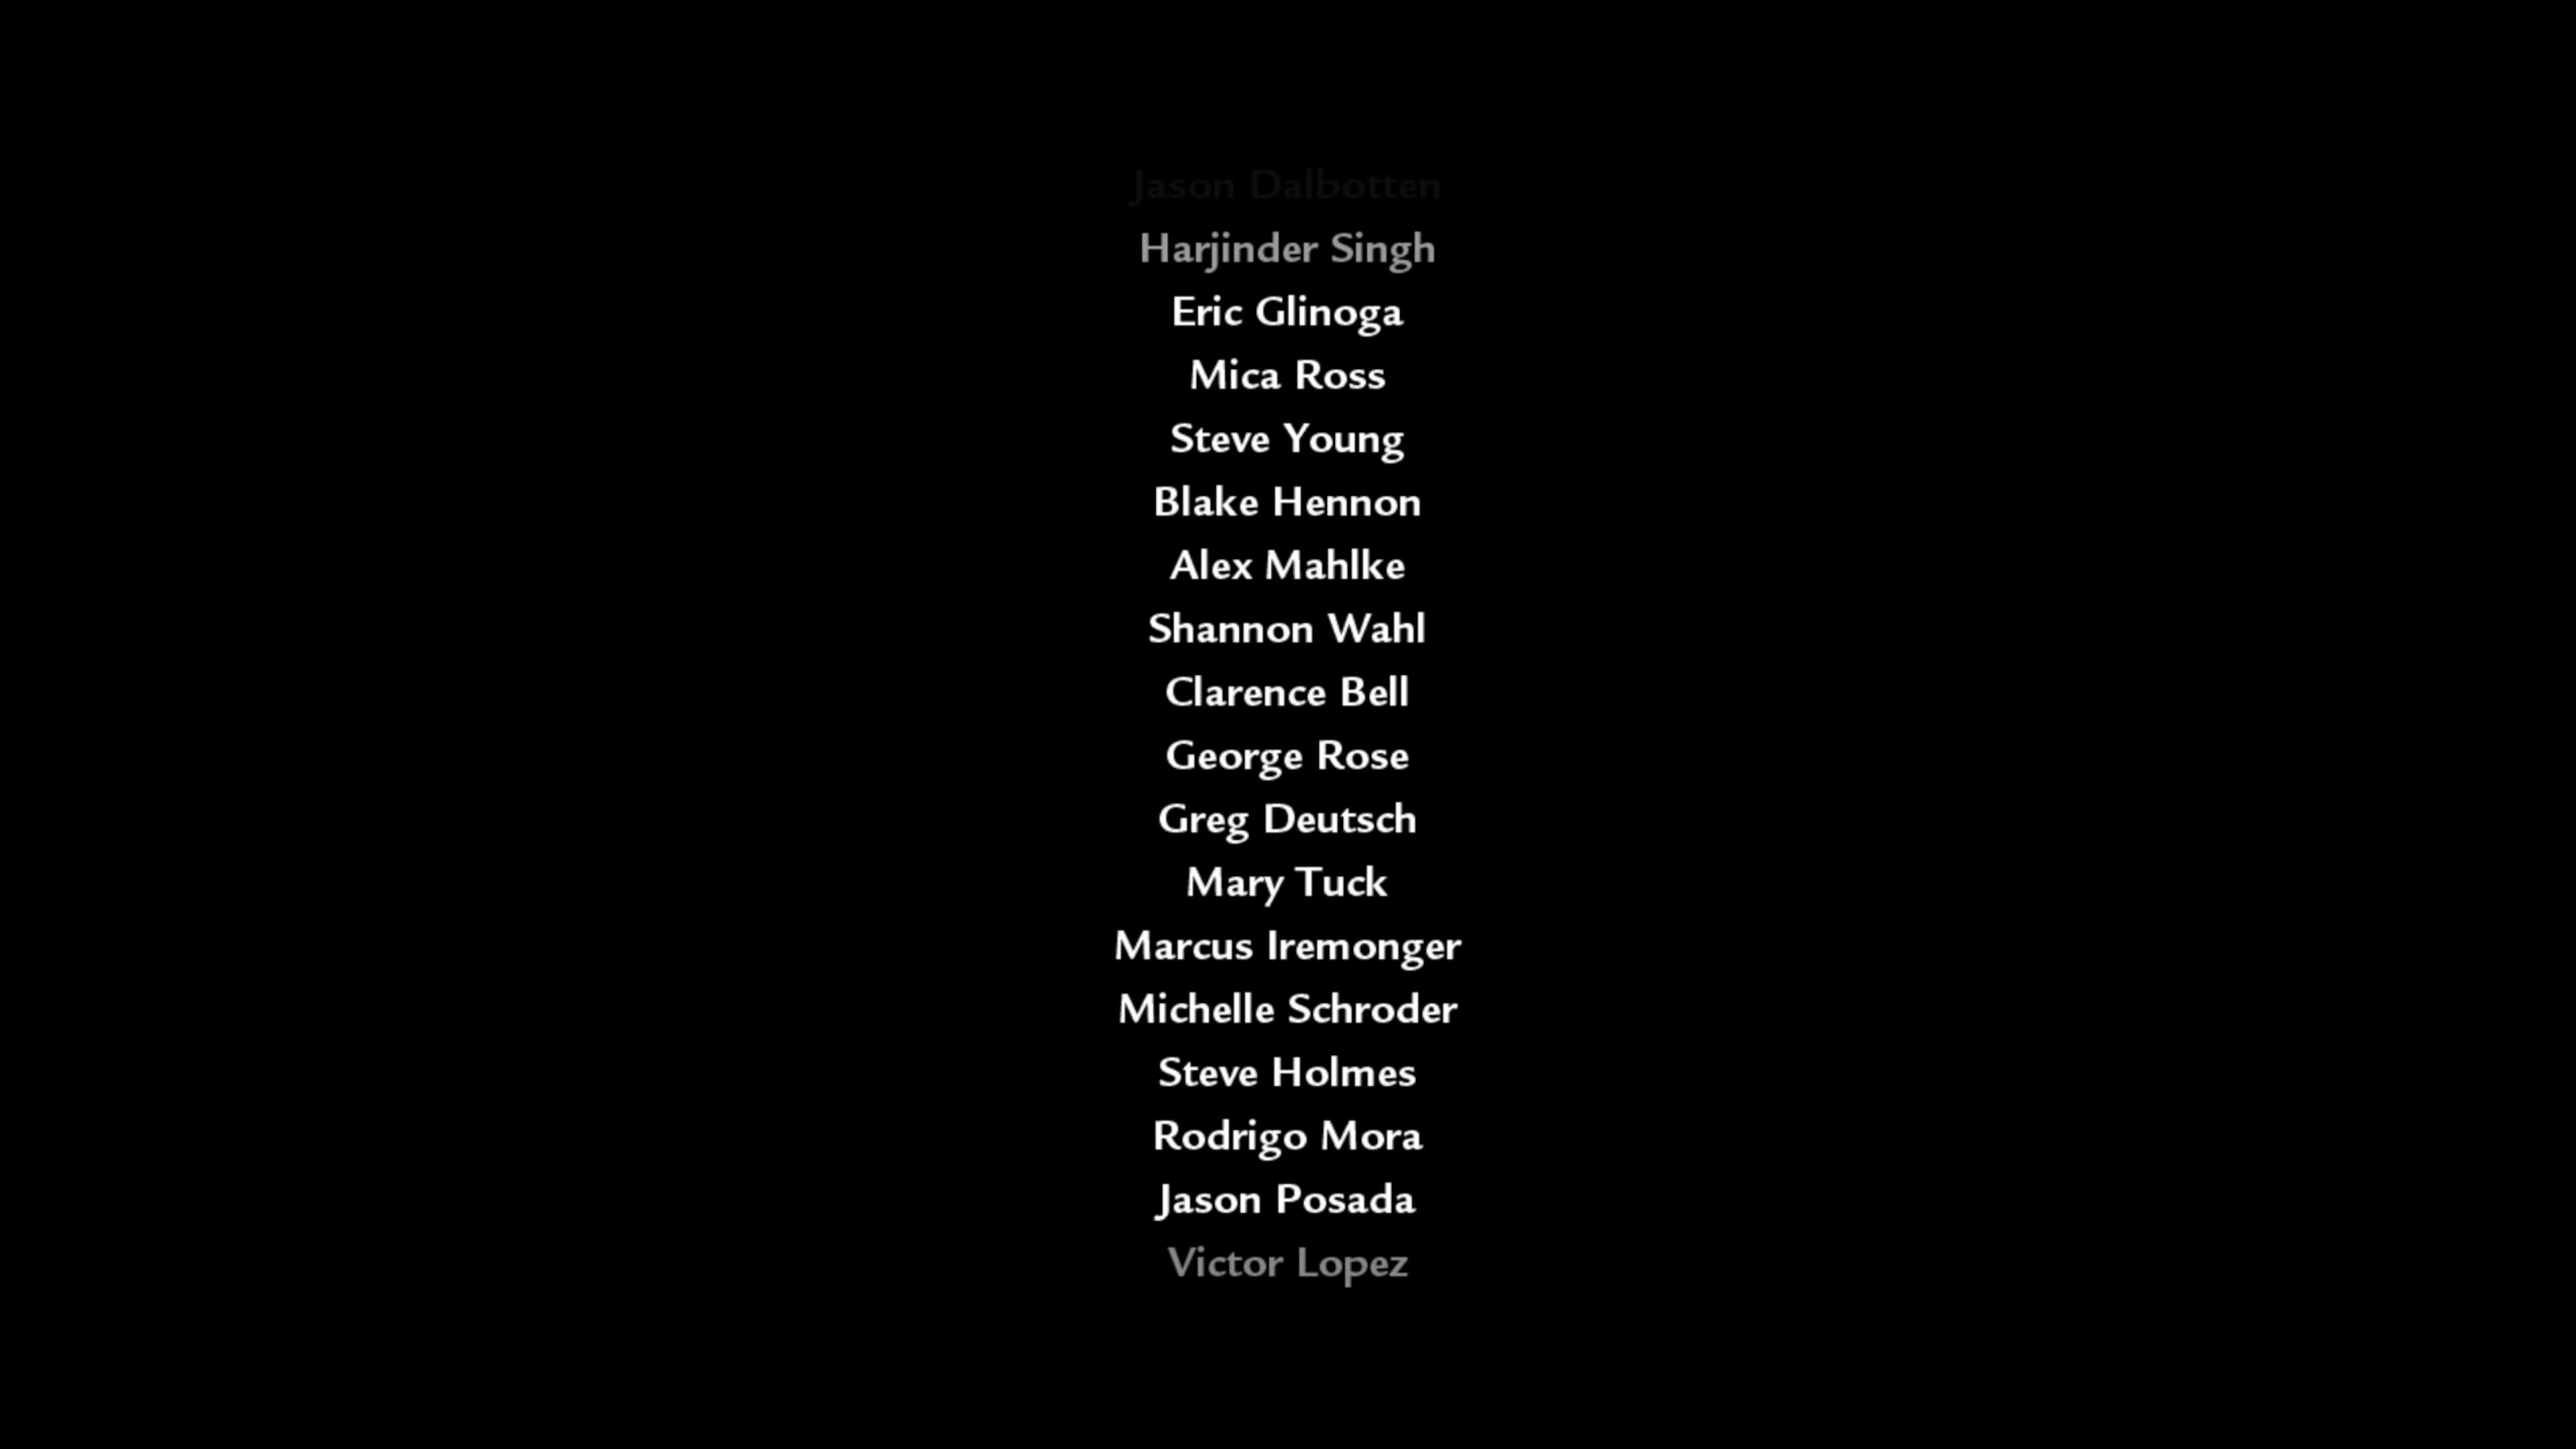 Jason Dalbotten
Harjinder Singh
Eric Glinoga
Mica Ross
Steve Young
Blake Hennon
Alex Mahlke
Shannon Wahl
Clarence Bell
George Rose
Greg Deutsch
Mary Tuck
Marcus Iremonger
Michelle Schroder
Steve Holmes
Rodrigo Mora
Jason Posada
Victor Lopez